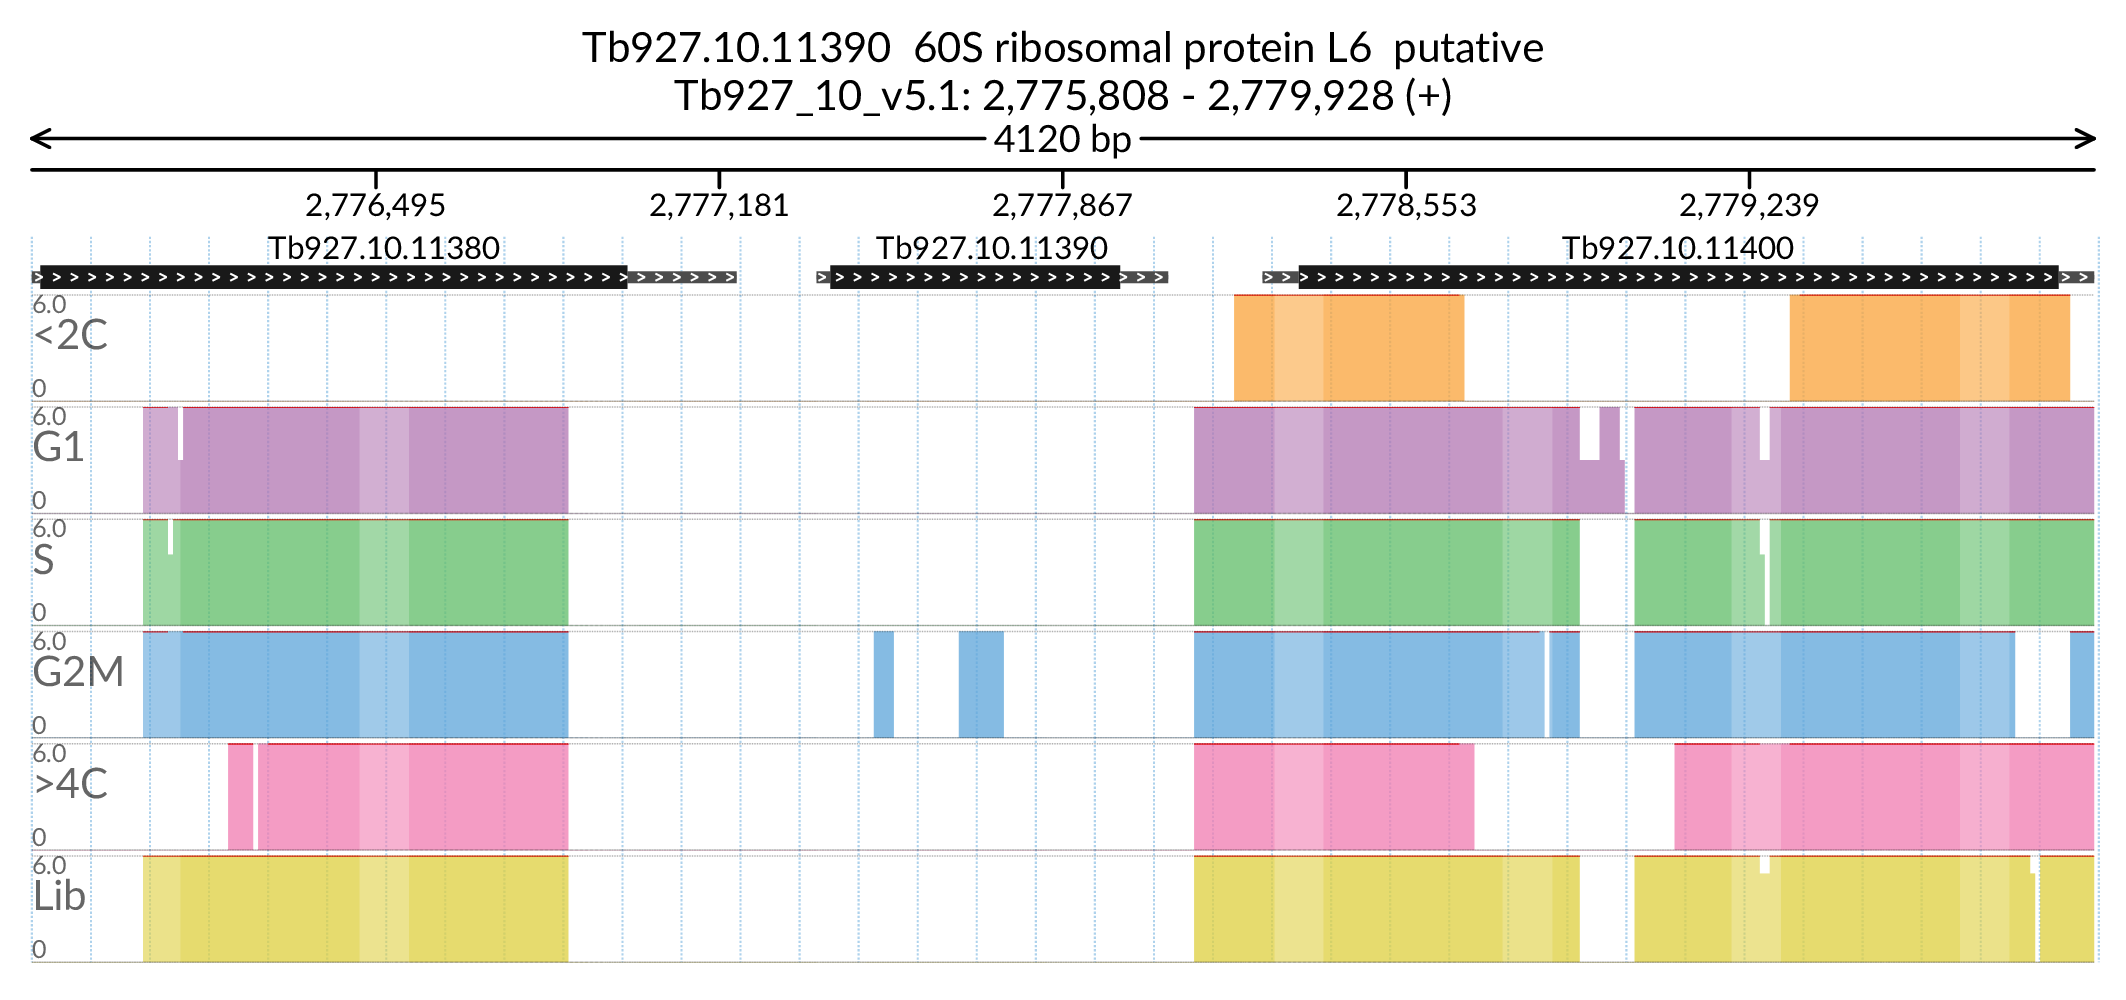 Tb927.10.11390  60S ribosomal protein L6  putative
Tb927_10_v5.1: 2,775,808 - 2,779,928 (+)
4120 bp
2,776,495 2,777,181 2,777,867 2,778,553 2,779,239
Tb927.10.11380 Tb927.10.11390 Tb927.10.11400
6.0
<2C
0
6.0
G1
0
6.0
S
0
6.0
G2M
0
6.0
>4C
0
6.0
Lib
0